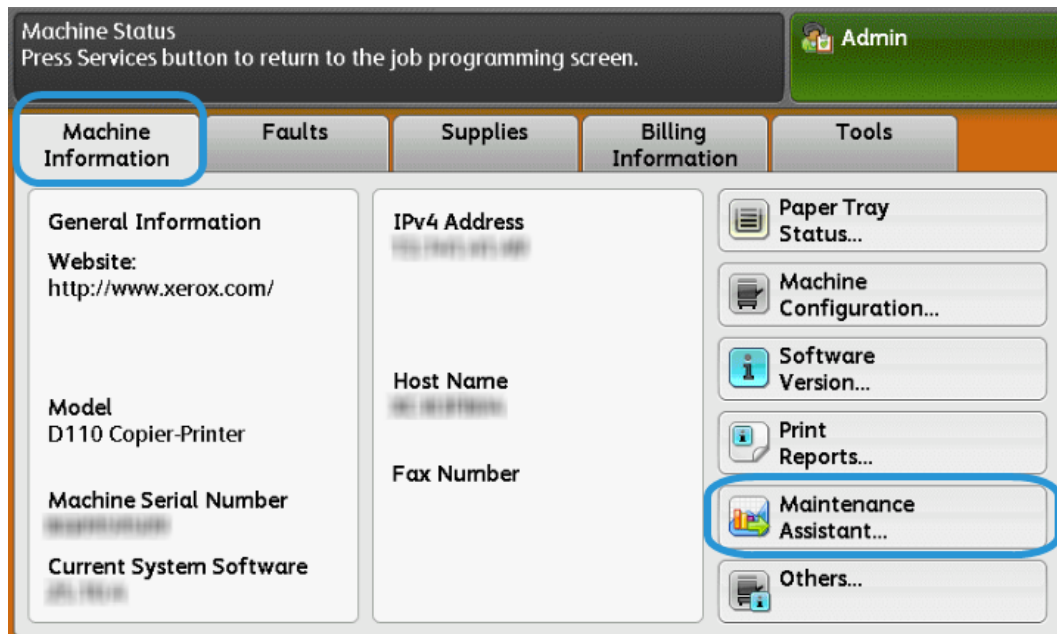 Machine Status
Press Services button to return to the job programming screen.
Admin
Machine
Information
Faults
Supplies
Billing
Information
Tools
General Information
Website:
http://www.xerox.com/
Model
D110 Copier-Printer
Machine Serial Number
Current System Software
IPv4 Address
Host Name
Fax Number
Paper Tray
Status...
Machine
Configuration...
Software
Version...
Print
Reports...
Maintenance
Assistant...
Others...